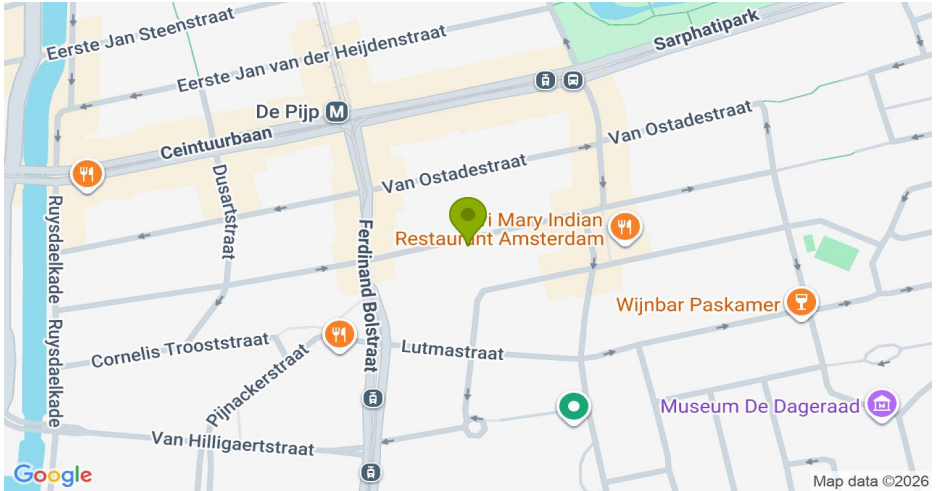 Eerste Jan Steenstraat
Eerste Jan van der Heijdenstraat
Sarphatipark
De Pijp
M
Ceintuurbaan
Van Ostadestraat
Van Ostadestraat
Dusartstraat
Ruysdaelkade
Ruysdaelkade
Ferdinand Bolstraat
i Mary Indian
Restaurant Amsterdam
Wijnbar Paskamer
Cornelis Trooststraat
Lutmastraat
Pijnackerstraat
Museum De Dageraad
Van Hilligaertstraat
Google
Map data ©2026